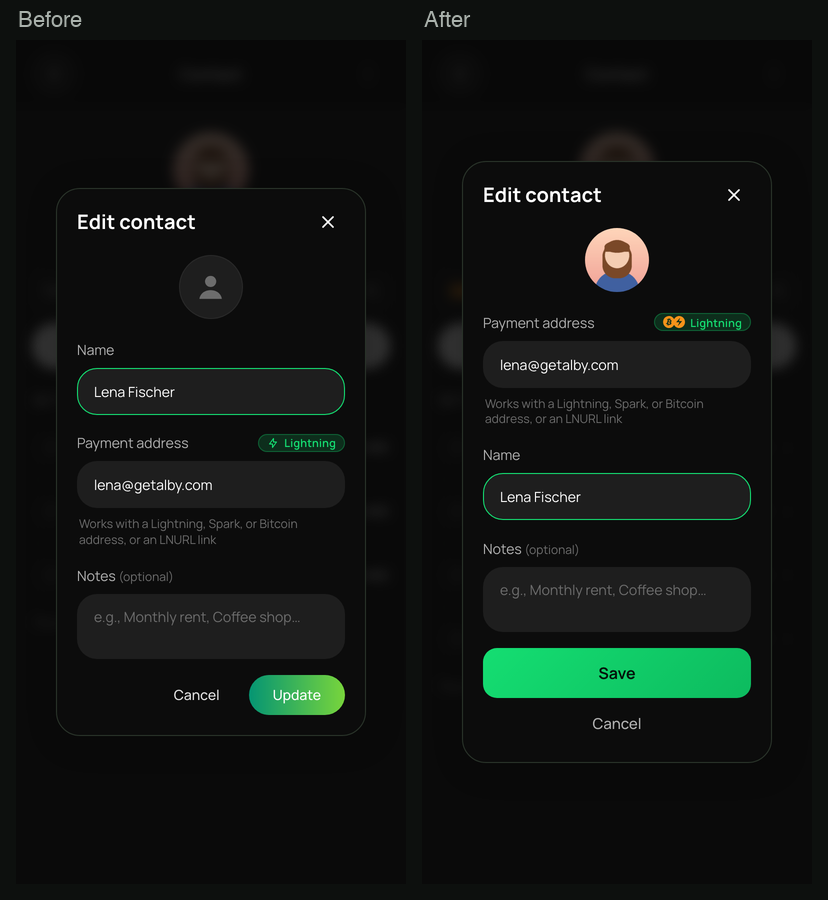 Before
Edit contact
Name
Lena Fischer
Payment address
Lightning
lena@getalby.com
Works with a Lightning, Spark, or Bitcoin
address, or an LNURL link
Notes (optional)
e.g., Monthly rent, Coffee shop...
Cancel
Update
After
Edit contact
Payment address
Lightning
lena@getalby.com
Works with a Lightning, Spark, or Bitcoin
address, or an LNURL link
Name
Lena Fischer
Notes (optional)
e.g., Monthly rent, Coffee shop...
Save
Cancel